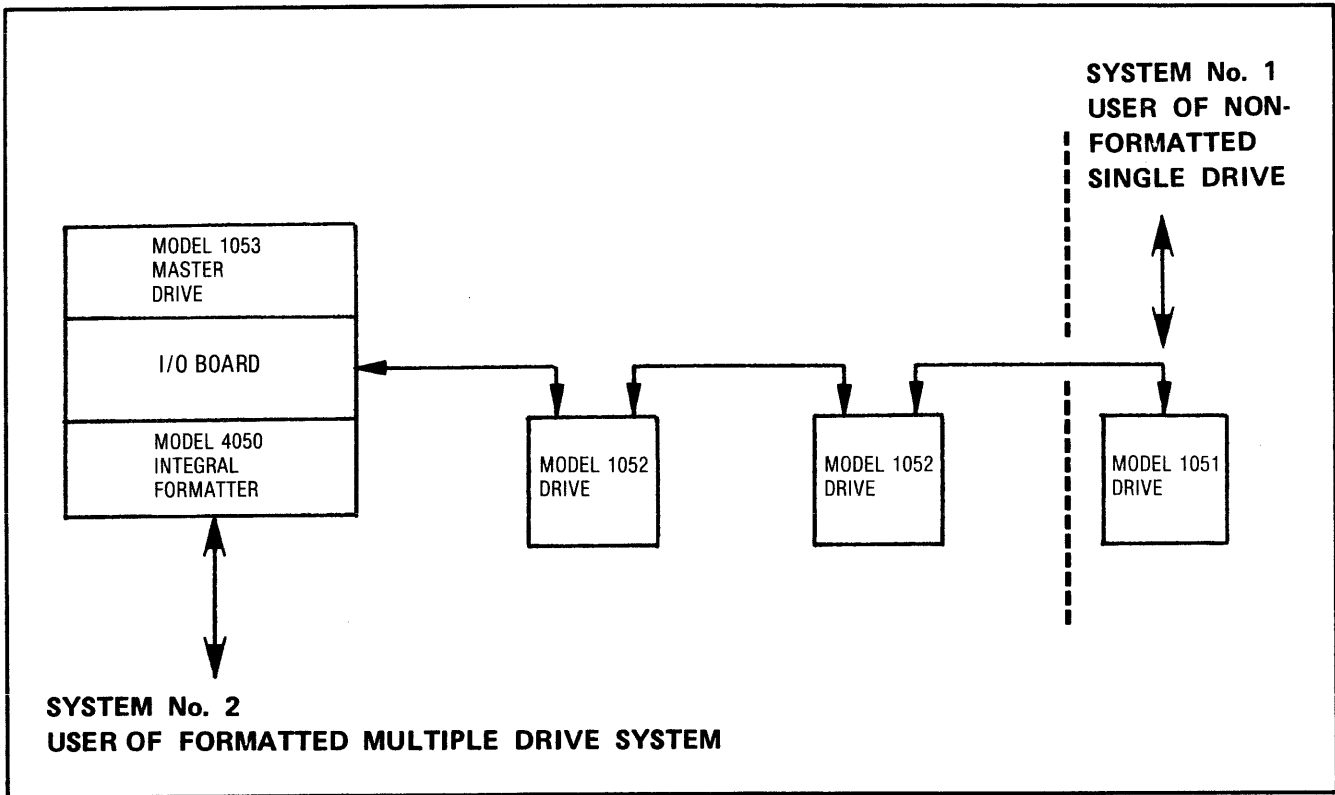 SYSTEM No. 1
USER OF NON-
FORMATTED
SINGLE DRIVE
MODEL 1053
MASTER
DRIVE
I/O BOARD
MODEL 4050
INTEGRAL
FORMATTER
MODEL 1052
DRIVE
MODEL 1052
DRIVE
MODEL 1051
DRIVE
SYSTEM No. 2
USER OF FORMATTED MULTIPLE DRIVE SYSTEM